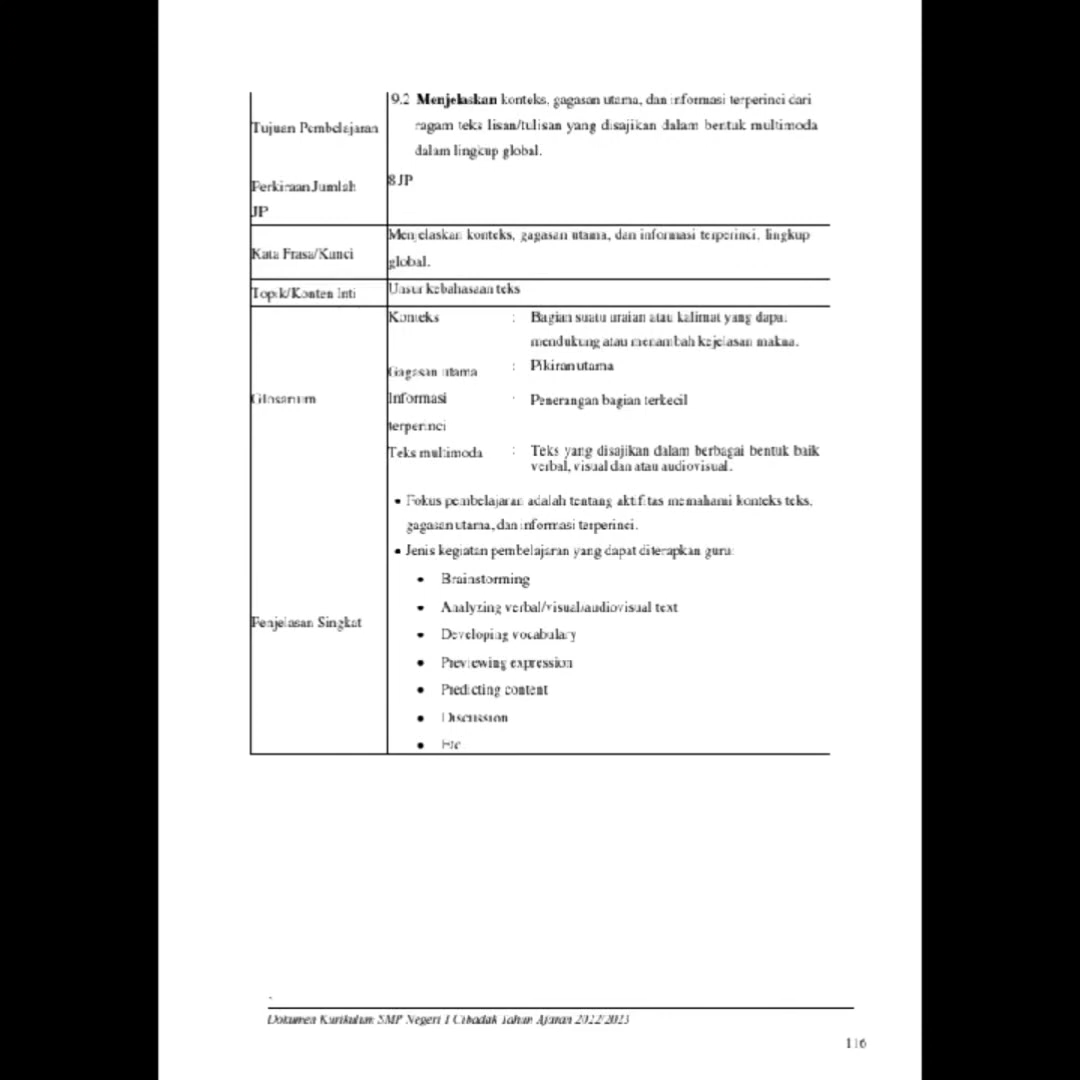 9.2 Menjelaskan konteks, gagasan utama, dan informasi terperinci dari
Tujuan Pembelajaran
ragam teks lisan/tulisan yang disajikan dalam bentuk multimoda
dalam lingkup global.
Perkiraan Jumlah
JP
8 JP
Kata Frasa/Kunci
Menjelaskan konteks, gagasan utama, dan informasi terperinci, lingkup
global.
Topik/Konten Inti
Unsur kebahasaan teks
Glosarium
Konteks : Bagian suatu uraian atau kalimat yang dapat
mendukung atau menambah kejelasan makna.
Gagasan utama : Pikiran utama
Informasi : Penerangan bagian terkecil
terperinci
Teks multimoda : Teks yang disajikan dalam berbagai bentuk baik
verbal, visual dan atau audiovisual.
Penjelasan Singkat
• Fokus pembelajaran adalah tentang aktifitas memahami konteks teks,
gagasan utama, dan informasi terperinci.
• Jenis kegiatan pembelajaran yang dapat diterapkan guru:
• Brainstorming
• Analyzing verbal/visual/audiovisual text
• Developing vocabulary
• Previewing expression
• Predicting content
• Discussion
• Etc
Dokumen Kurikulum SMP Negeri 1 Cibadak Tahun Ajaran 2022/2023
116